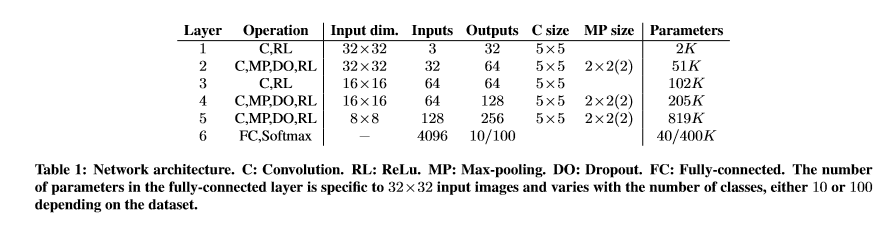 Layer Operation Input dim. Inputs Outputs C size MP size Parameters
1 C,RL 32×32 3 32 5×5 2K
2 C,MP,DO,RL 32×32 32 64 5×5 2×2(2) 51K
3 C,RL 16×16 64 64 5×5 102K
4 C,MP,DO,RL 16×16 64 128 5×5 2×2(2) 205K
5 C,MP,DO,RL 8×8 128 256 5×5 2×2(2) 819K
6 FC,Softmax − 4096 10/100 40/400K
Table 1: Network architecture. C: Convolution. RL: ReLu. MP: Max-pooling. DO: Dropout. FC: Fully-connected. The number
of parameters in the fully-connected layer is specific to 32×32 input images and varies with the number of classes, either 10 or 100
depending on the dataset.